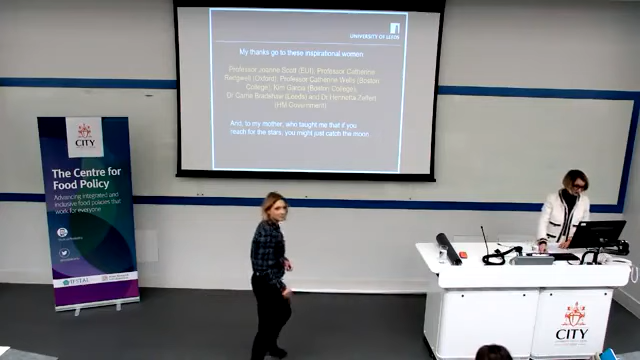 UNIVERSITY OF LEEDS
My thanks go to these inspirational women:
Professor Joanne Scott (EUI), Professor Catherine
Redgwell (Oxford), Professor Catherine Wells (Boston
College), Kim Garcia (Boston College),
Dr Carrie Bradshaw (Leeds) and Dr Henrietta Zeffert
(HM Government)
And, to my mother, who taught me that if you
reach for the stars, you might just catch the moon.
CITY
The Centre for
Food Policy
Advancing integrated and
inclusive food policies that
work for everyone
CITY